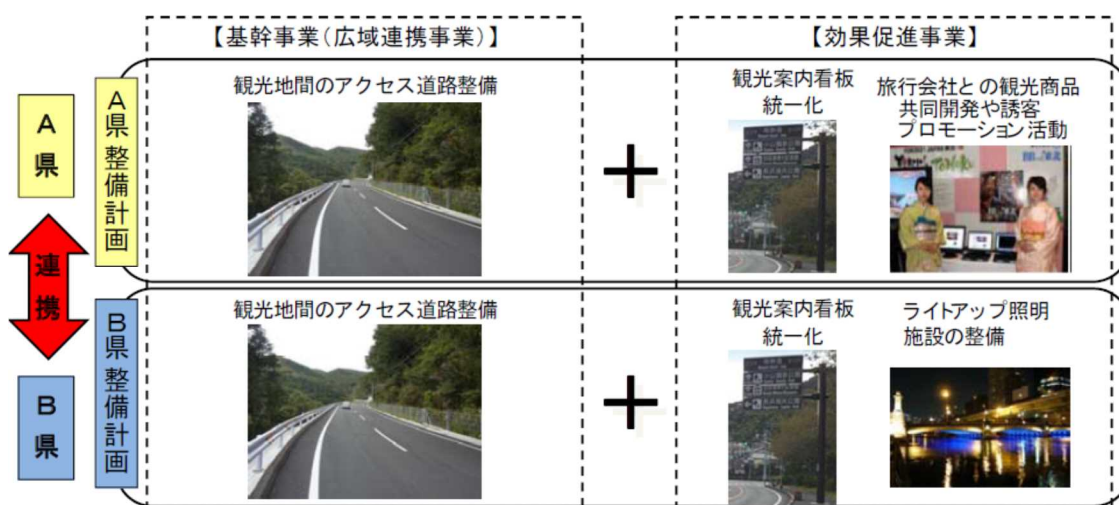 【基幹事業(広域連携事業)】
【効果促進事業】
A県
A県整備計画
観光地間のアクセス道路整備
観光案内看板
統一化
旅行会社との観光商品
共同開発や誘客
プロモーション活動
連携
B県
B県整備計画
観光地間のアクセス道路整備
観光案内看板
統一化
ライトアップ照明
施設の整備